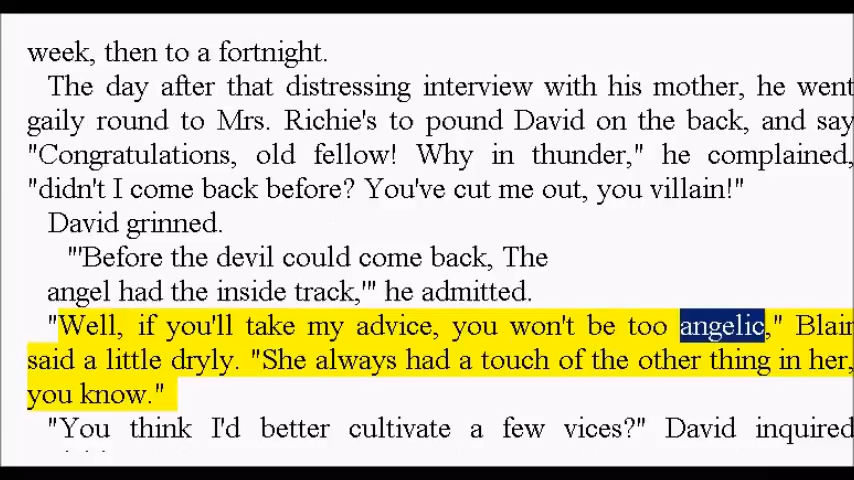 week, then to a fortnight.
The day after that distressing interview with his mother, he went
gaily round to Mrs. Richie's to pound David on the back, and say
"Congratulations, old fellow! Why in thunder," he complained,
"didn't I come back before? You've cut me out, you villain!"
David grinned.
"'Before the devil could come back, The
angel had the inside track,'" he admitted.
"Well, if you'll take my advice, you won't be too angelic," Blair
said a little dryly. "She always had a touch of the other thing in her,
you know."
"You think I'd better cultivate a few vices?" David inquired